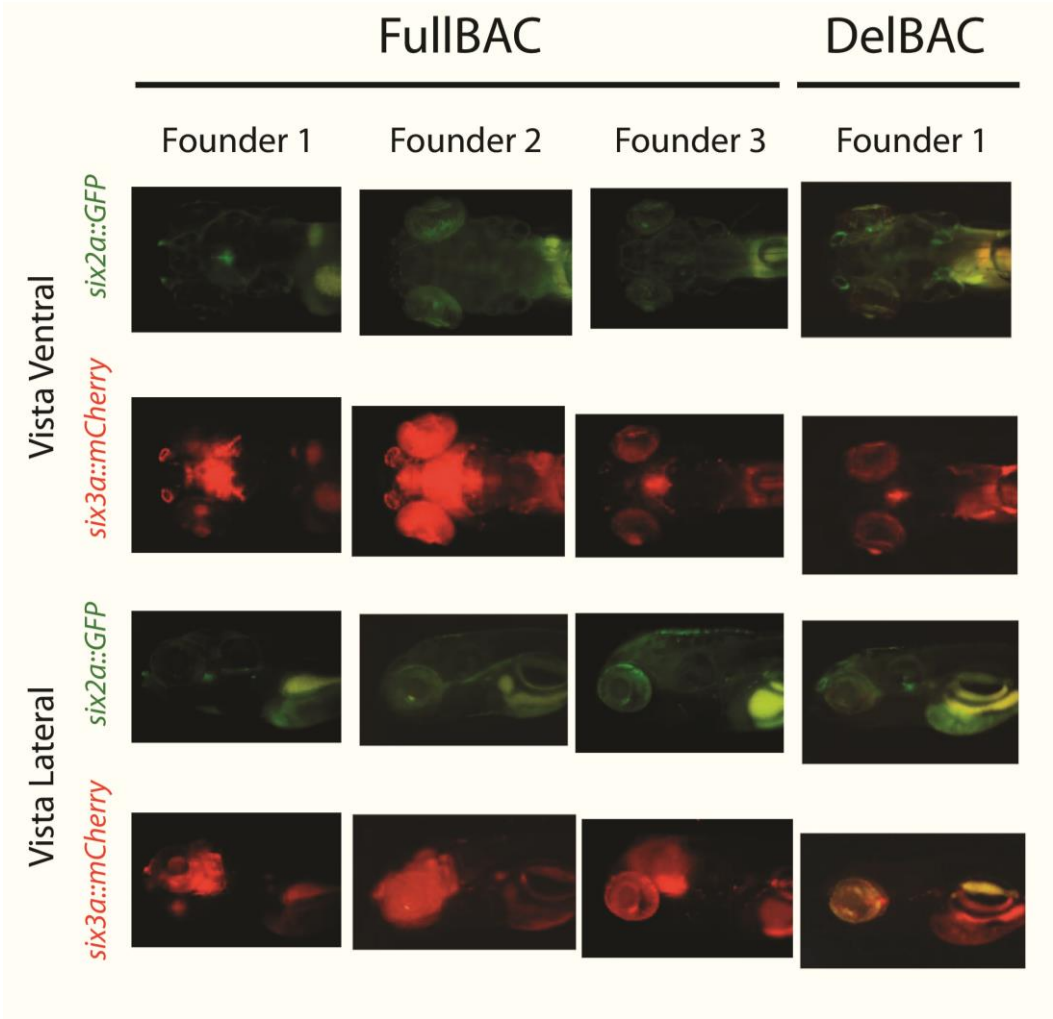 FullBAC
DelBAC
Founder 1
Founder 2
Founder 3
Founder 1
Vista Ventral
six2a::GFP
six3a::mCherry
Vista Lateral
six2a::GFP
six3a::mCherry